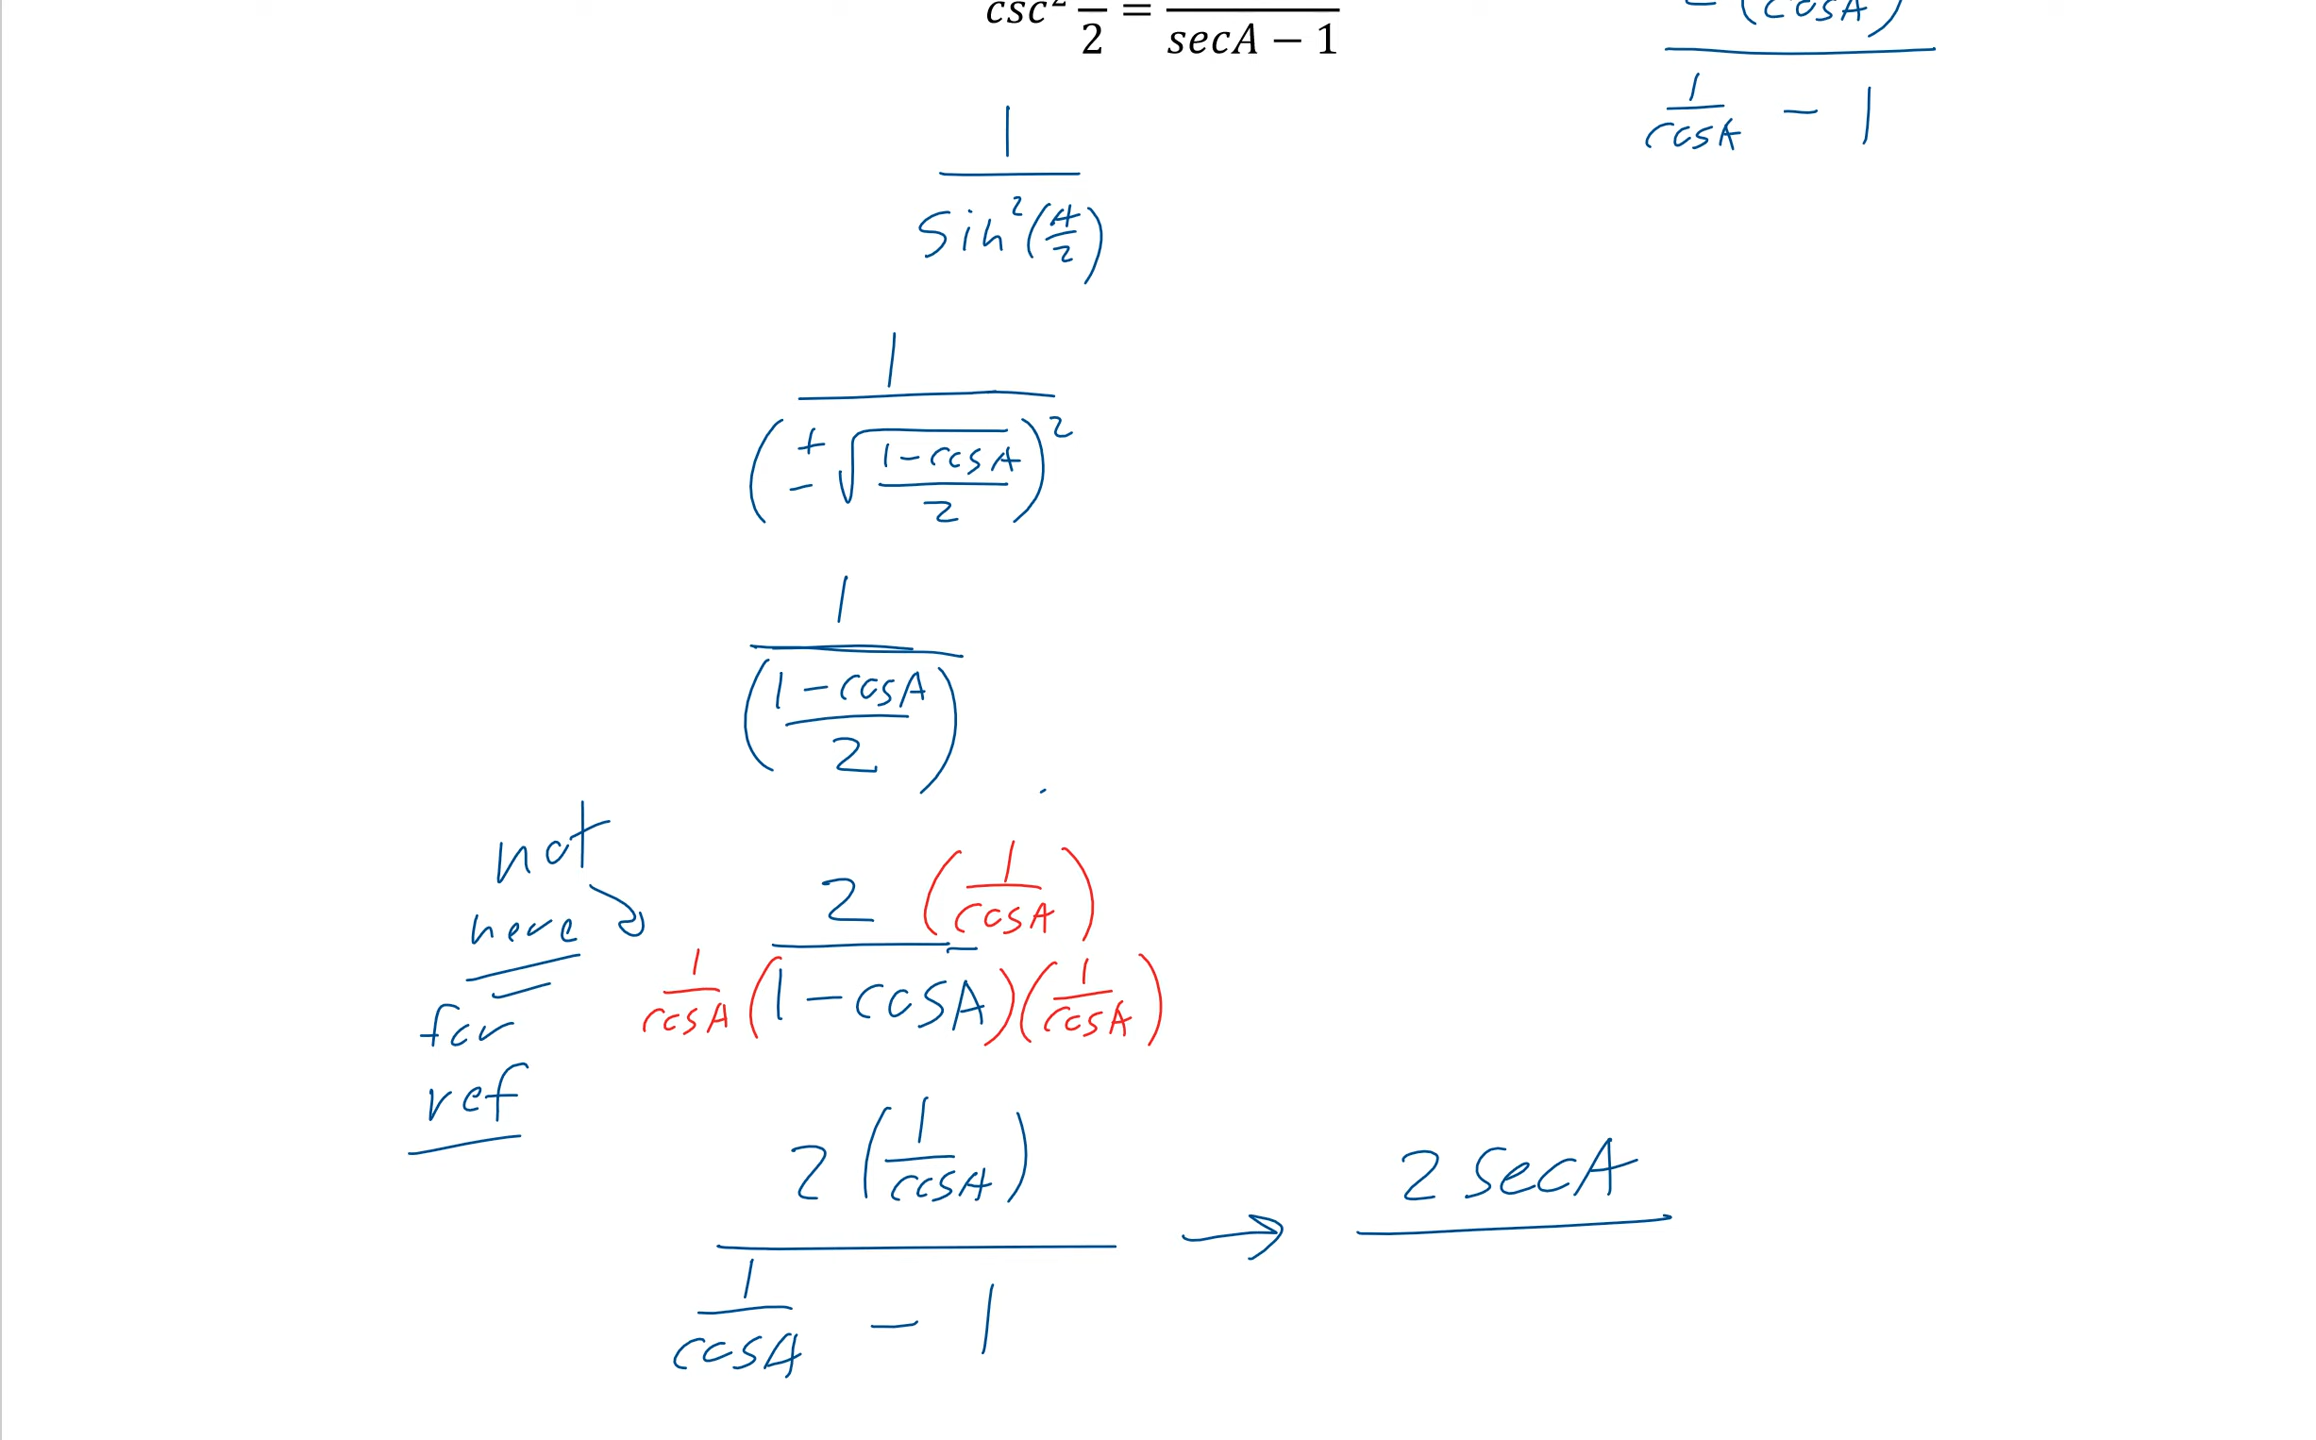 csc² /2 = /(secA − 1)
(cosA)
1/cosA − 1
1/sin²(A/2)
1/(± √((1-cosA)/2))²
1/((1-cosA)/2)
not
here
for
ref
2 (1/cosA)
1/cosA (1-cosA)(1/cosA)
2(1/cosA)/(1/cosA − 1) → 2 secA